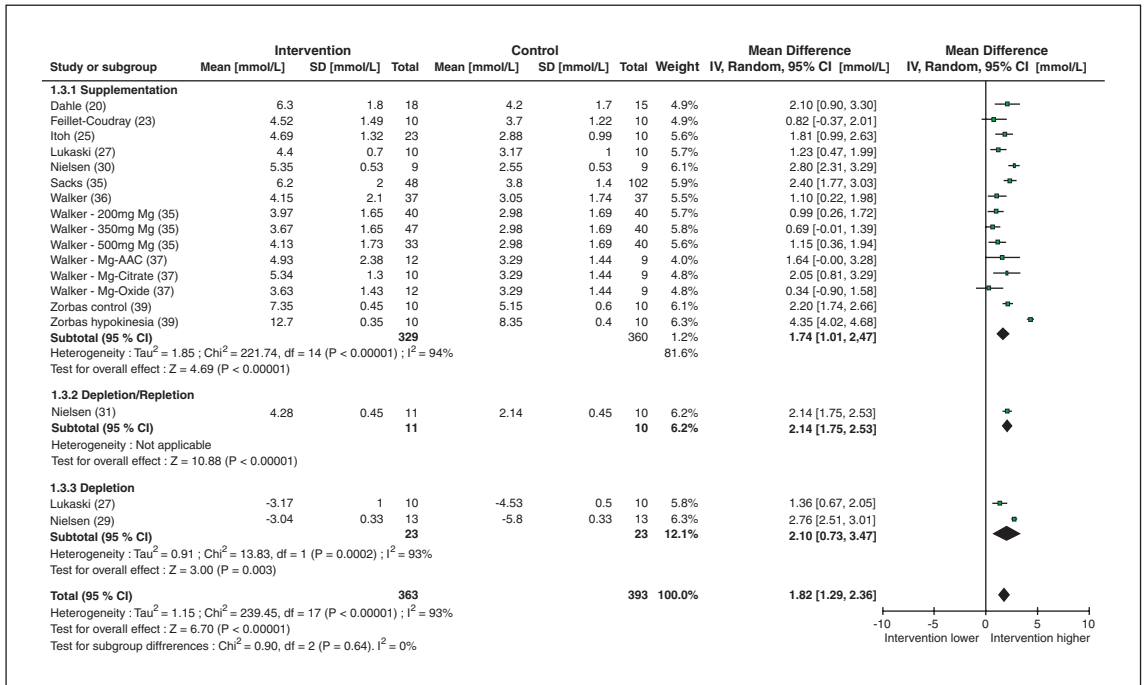 Intervention Control Mean Difference Mean Difference
Study or subgroup Mean [mmol/L] SD [mmol/L] Total Mean [mmol/L] SD [mmol/L] Total Weight IV, Random, 95% CI [mmol/L] IV, Random, 95% CI [mmol/L]
1.3.1 Supplementation
Dahle (20) 6.3 1.8 18 4.2 1.7 15 4.9% 2.10 [0.90, 3.30]
Feillet-Coudray (23) 4.52 1.49 10 3.7 1.22 10 4.9% 0.82 [-0.37, 2.01]
Itoh (25) 4.69 1.32 23 2.88 0.99 10 5.6% 1.81 [0.99, 2.63]
Lukaski (27) 4.4 0.7 10 3.17 1 10 5.7% 1.23 [0.47, 1.99]
Nielsen (30) 5.35 0.53 9 2.55 0.53 9 6.1% 2.80 [2.31, 3.29]
Sacks (35) 6.2 2 48 3.8 1.4 102 5.9% 2.40 [1.77, 3.03]
Walker (36) 4.15 2.1 37 3.05 1.74 37 5.5% 1.10 [0.22, 1.98]
Walker - 200mg Mg (35) 3.97 1.65 40 2.98 1.69 40 5.7% 0.99 [0.26, 1.72]
Walker - 350mg Mg (35) 3.67 1.65 47 2.98 1.69 40 5.8% 0.69 [-0.01, 1.39]
Walker - 500mg Mg (35) 4.13 1.73 33 2.98 1.69 40 5.6% 1.15 [0.36, 1.94]
Walker - Mg-AAC (37) 4.93 2.38 12 3.29 1.44 9 4.0% 1.64 [-0.00, 3.28]
Walker - Mg-Citrate (37) 5.34 1.3 10 3.29 1.44 9 4.8% 2.05 [0.81, 3.29]
Walker - Mg-Oxide (37) 3.63 1.43 12 3.29 1.44 9 4.8% 0.34 [-0.90, 1.58]
Zorbas control (39) 7.35 0.45 10 5.15 0.6 10 6.1% 2.20 [1.74, 2.66]
Zorbas hypokinesia (39) 12.7 0.35 10 8.35 0.4 10 6.3% 4.35 [4.02, 4.68]
Subtotal (95 % CI) 329 360 1.2% 1.74 [1.01, 2,47]
Heterogeneity : Tau² = 1.85 ; Chi² = 221.74, df = 14 (P < 0.00001) ; I² = 94% 81.6%
Test for overall effect : Z = 4.69 (P < 0.00001)
1.3.2 Depletion/Repletion
Nielsen (31) 4.28 0.45 11 2.14 0.45 10 6.2% 2.14 [1.75, 2.53]
Subtotal (95 % CI) 11 10 6.2% 2.14 [1.75, 2.53]
Heterogeneity : Not applicable
Test for overall effect : Z = 10.88 (P < 0.00001)
1.3.3 Depletion
Lukaski (27) -3.17 1 10 -4.53 0.5 10 5.8% 1.36 [0.67, 2.05]
Nielsen (29) -3.04 0.33 13 -5.8 0.33 13 6.3% 2.76 [2.51, 3.01]
Subtotal (95 % CI) 23 23 12.1% 2.10 [0.73, 3.47]
Heterogeneity : Tau² = 0.91 ; Chi² = 13.83, df = 1 (P = 0.0002) ; I² = 93%
Test for overall effect : Z = 3.00 (P = 0.003)
Total (95 % CI) 363 393 100.0% 1.82 [1.29, 2.36]
Heterogeneity : Tau² = 1.15 ; Chi² = 239.45, df = 17 (P < 0.00001) ; I² = 93%
Test for overall effect : Z = 6.70 (P < 0.00001)
Test for subgroup diffrerences : Chi² = 0.90, df = 2 (P = 0.64). I² = 0%
-10 -5 0 5 10
Intervention lower Intervention higher